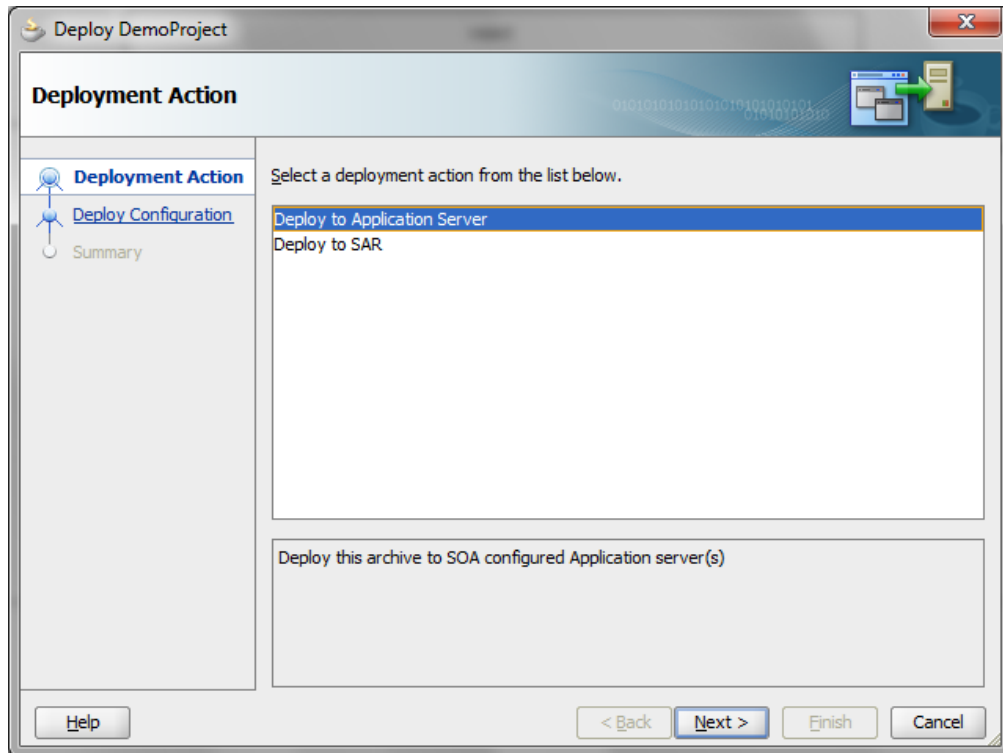 Deploy DemoProject
Deployment Action
Deployment Action
Select a deployment action from the list below.
Deploy Configuration
Deploy to Application Server
Deploy to SAR
Summary
Deploy this archive to SOA configured Application server(s)
Help
< Back
Next >
Finish
Cancel